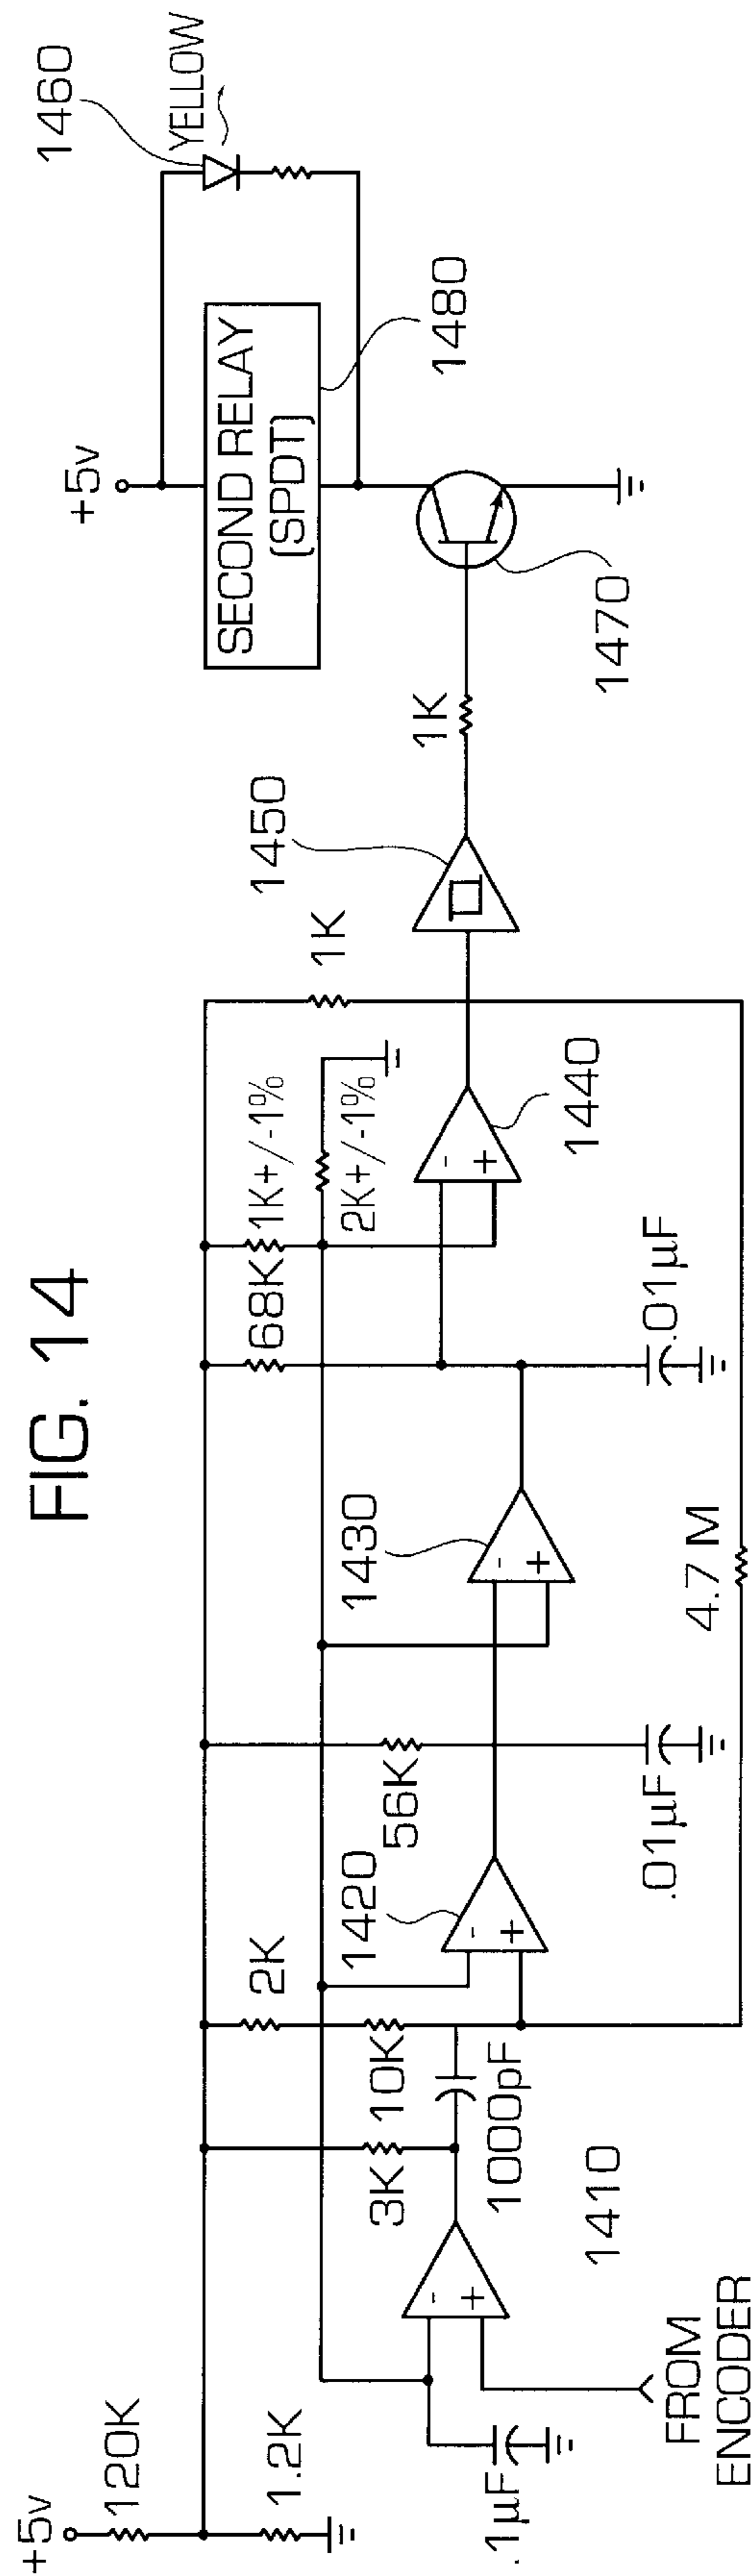 FIG. 14
+5v
120K
1.2K
.1µF
FROM
ENCODER
-
+
1410
3K
1000pF
10K
2K
-
+
1420
56K
.01µF
-
+
1430
4.7 M
68K
.01µF
1K+/-1%
2K+/-1%
-
+
1440
1K
1450
1K
+5v
SECOND RELAY
(SPDT)
1480
1470
1460
YELLOW